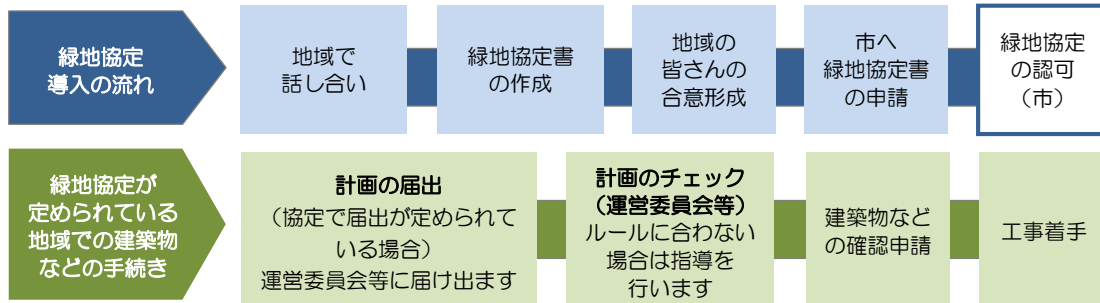 緑地協定
導入の流れ
地域で
話し合い
緑地協定書
の作成
地域の
皆さんの
合意形成
市へ
緑地協定書
の申請
緑地協定
の認可
（市）
緑地協定が
定められている
地域での建築物
などの手続き
計画の届出
（協定で届出が定められて
いる場合）
運営委員会等に届け出ます
計画のチェック
（運営委員会等）
ルールに合わない
場合は指導を
行います
建築物など
の確認申請
工事着手